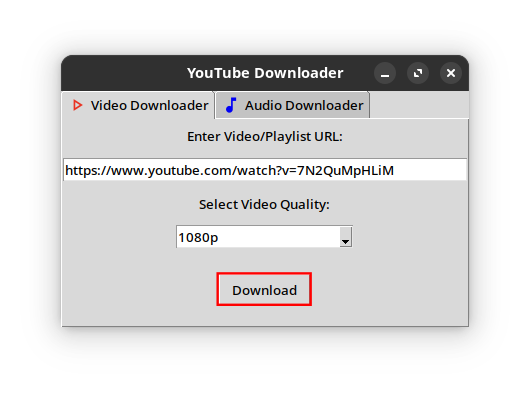 YouTube Downloader
Video Downloader
Audio Downloader
Enter Video/Playlist URL:
https://www.youtube.com/watch?v=7N2QuMpHLiM
Select Video Quality:
1080p
Download